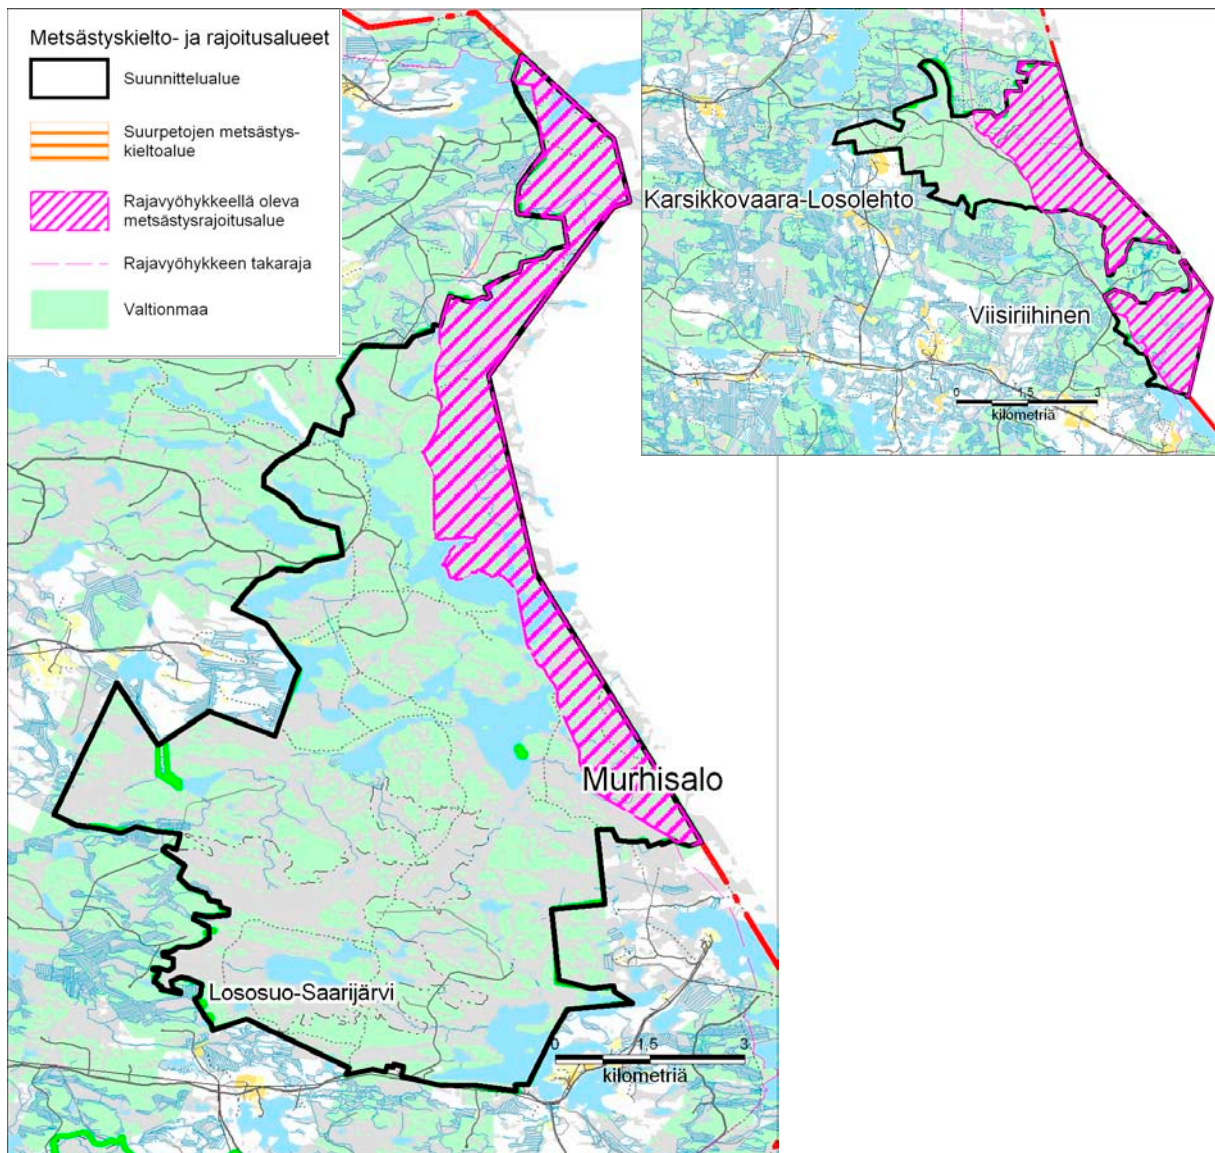 Metsästyskielto- ja rajoitusalueet
Suunnittelualue
Suurpetojen metsästys-
kieltoalue
Rajavyöhykkeellä oleva
metsästysrajoitusalue
Rajavyöhykkeen takaraja
Valtionmaa
Karsikkovaara-Losolehto
Viisiriihinen
0 1,5 3
kilometriä
Murhisalo
Lososuo-Saarijärvi
0 1,5 3
kilometriä